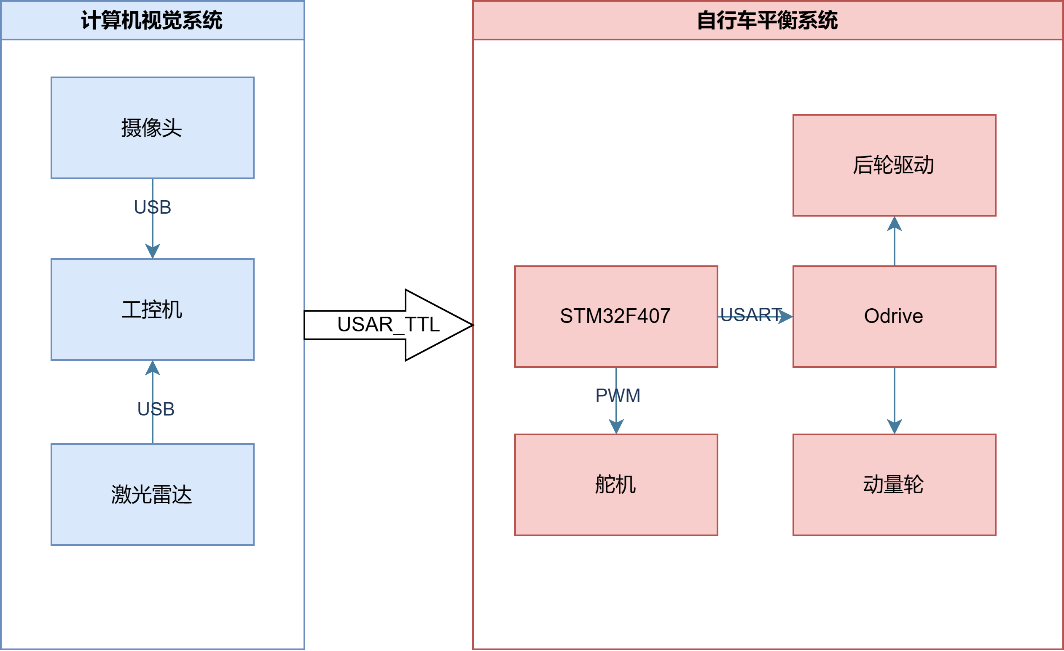 计算机视觉系统
摄像头
USB
工控机
USB
激光雷达
USAR_TTL
自行车平衡系统
后轮驱动
STM32F407
USART
Odrive
PWM
舵机
动量轮